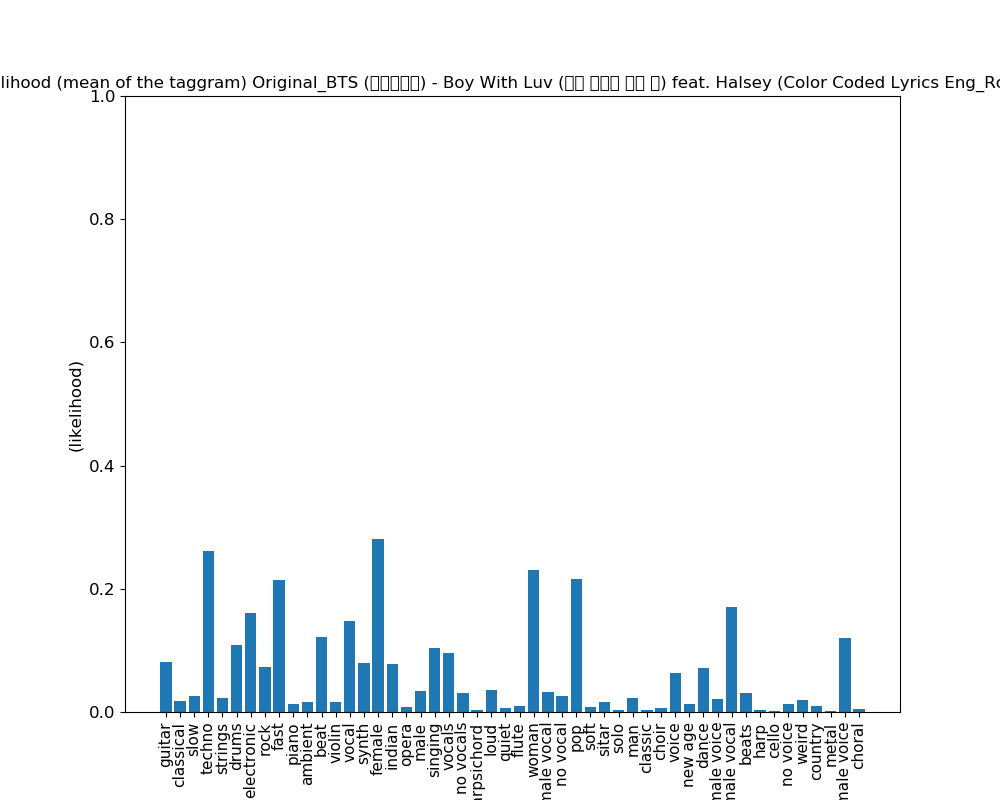 lihood (mean of the taggram) Original_BTS (▯▯▯▯▯) - Boy With Luv (▯▯ ▯▯▯ ▯▯ ▯) feat. Halsey (Color Coded Lyrics Eng_Ro
1.0
0.8
0.6
0.4
0.2
0.0
(likelihood)
guitar
classical
slow
techno
strings
drums
electronic
rock
fast
piano
ambient
beat
violin
vocal
synth
female
indian
opera
male
singing
vocals
no vocals
arpsichord
loud
quiet
flute
woman
male vocal
no vocal
pop
soft
sitar
solo
man
classic
choir
voice
new age
dance
male voice
male vocal
beats
harp
cello
no voice
weird
country
metal
male voice
choral